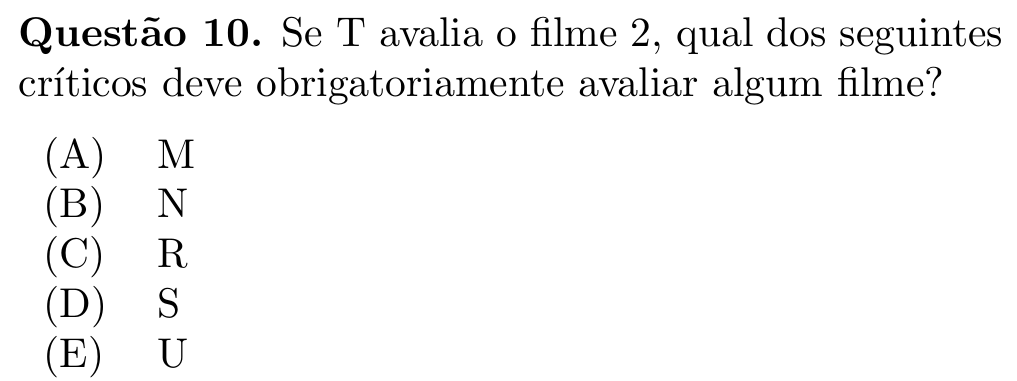 Questão 10. Se T avalia o filme 2, qual dos seguintes
críticos deve obrigatoriamente avaliar algum filme?
(A) M
(B) N
(C) R
(D) S
(E) U